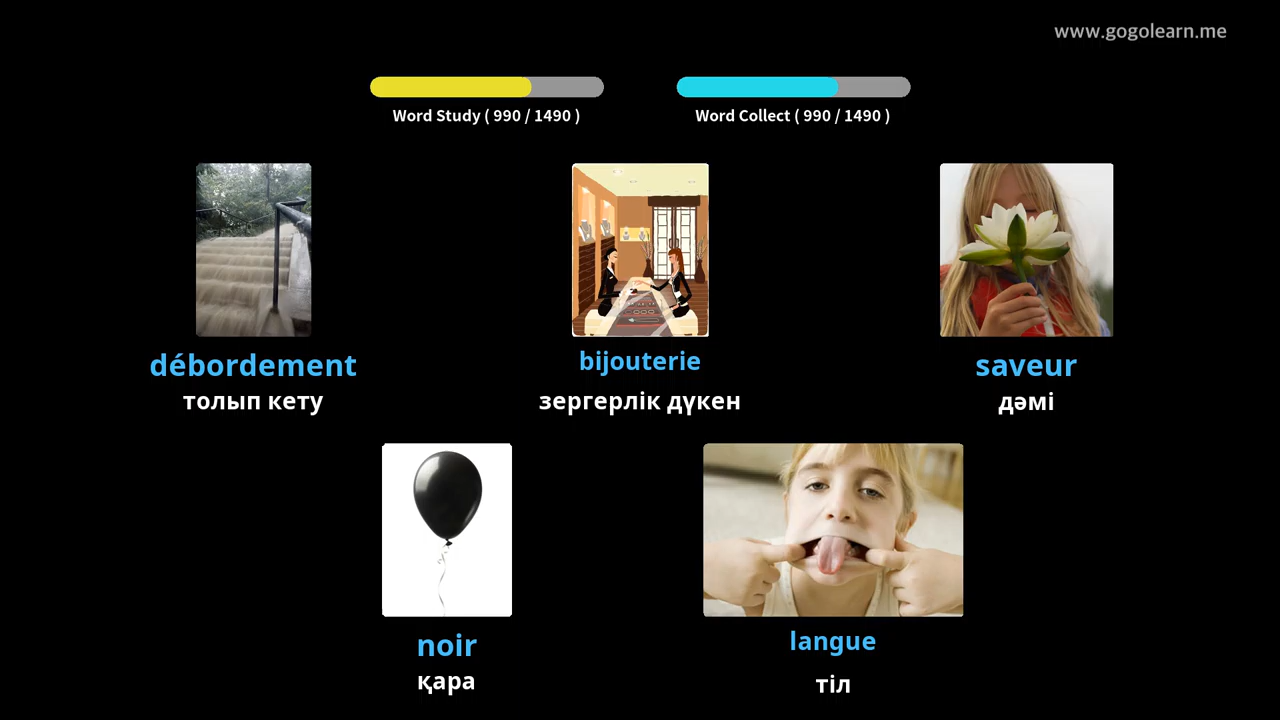 www.gogolearn.me
Word Study ( 990 / 1490 )
Word Collect ( 990 / 1490 )
débordement
толып кету
bijouterie
зергерлік дүкен
saveur
дәмі
noir
қара
langue
тіл